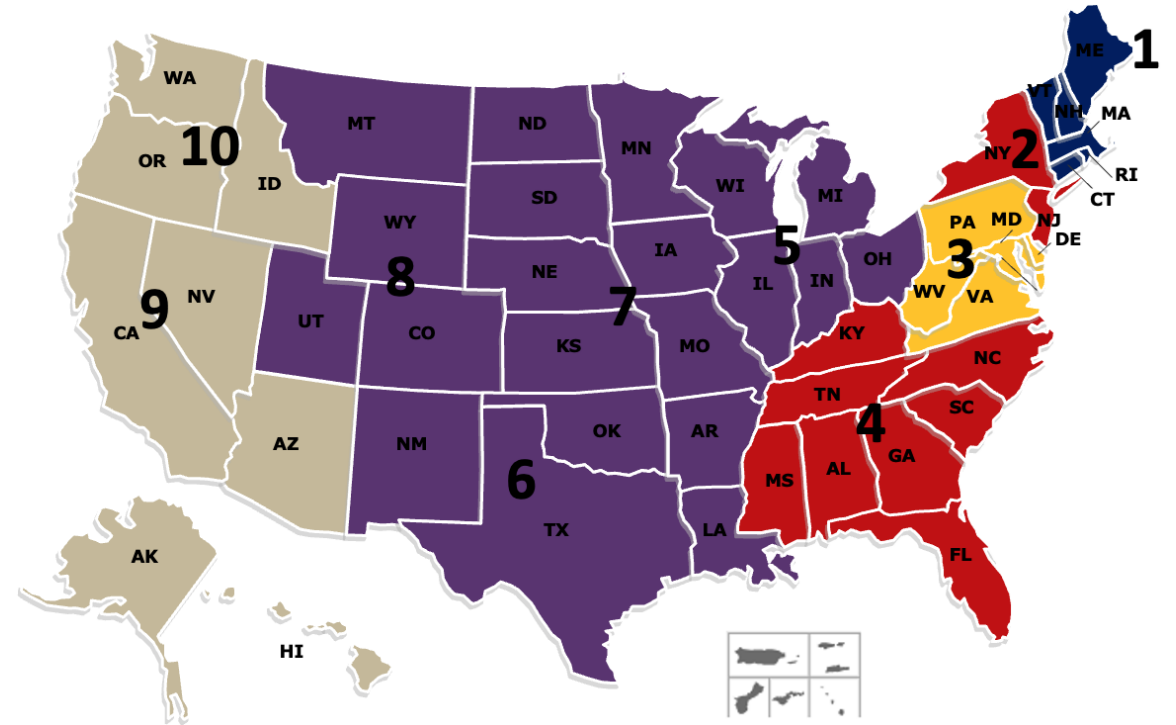 ME
1
WA
VT
NH
MA
MT
ND
MN
10
OR
NY
2
WI
RI
ID
SD
MI
CT
WY
PA
MD
NJ
IA
5
OH
3
DE
8
NE
IL
IN
WV
VA
NV
9
7
UT
CA
CO
KS
MO
KY
NC
TN
SC
4
AZ
NM
OK
AR
GA
6
AL
MS
TX
LA
FL
AK
HI